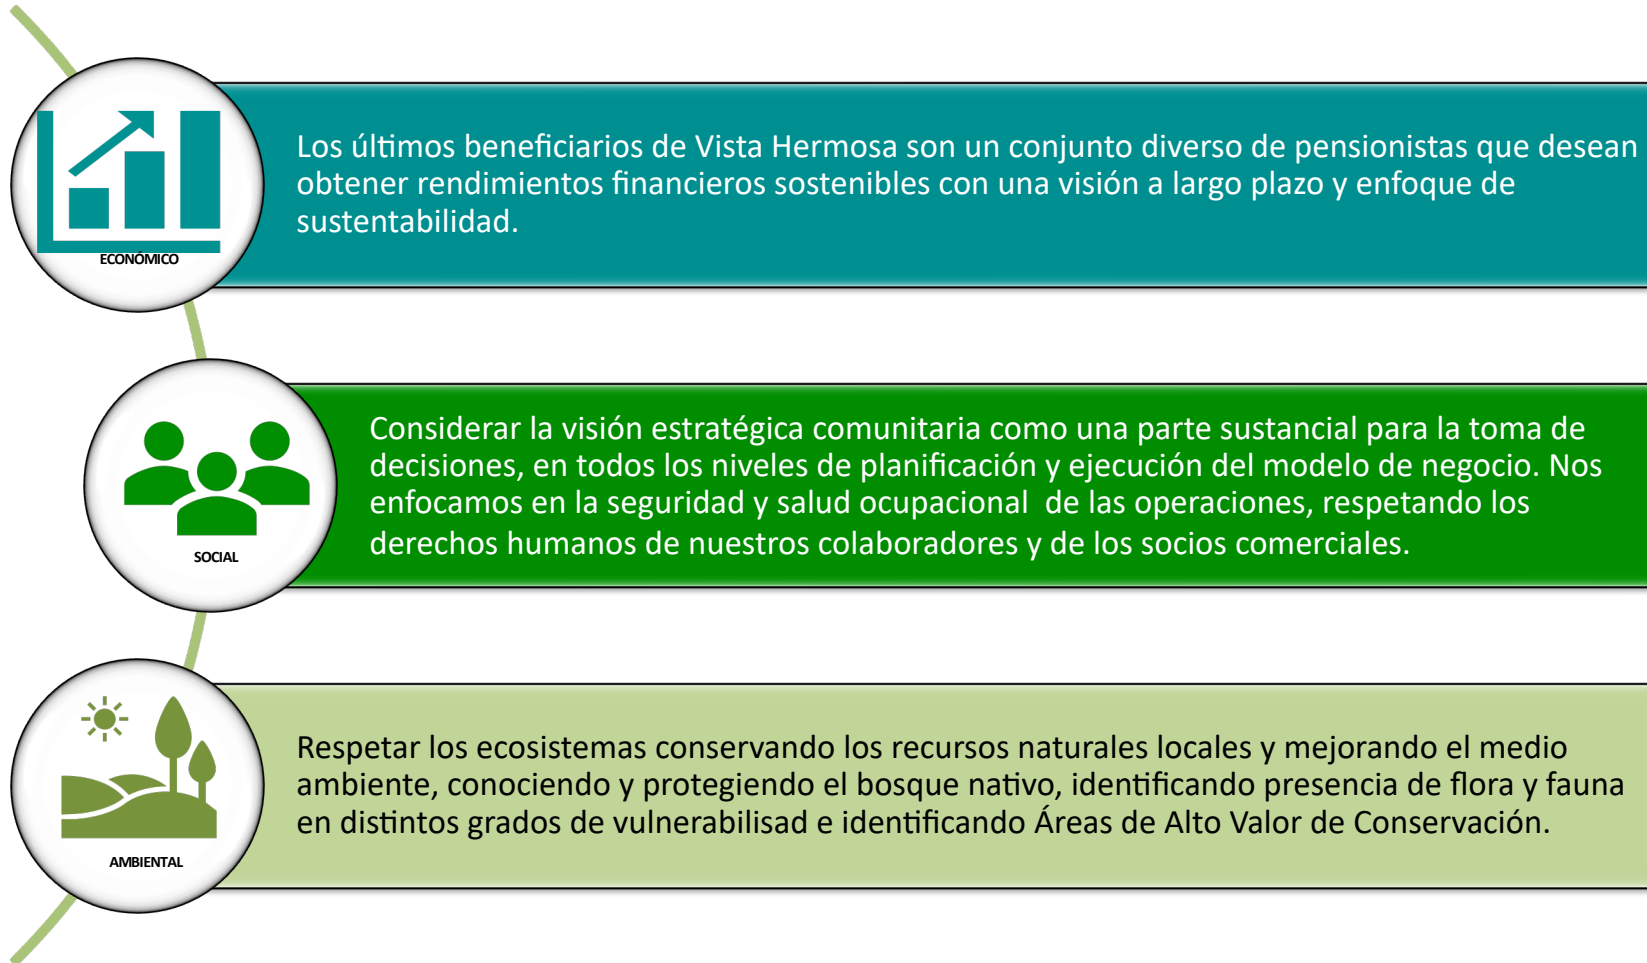 ECONÓMICO
Los últimos beneficiarios de Vista Hermosa son un conjunto diverso de pensionistas que desean
obtener rendimientos financieros sostenibles con una visión a largo plazo y enfoque de
sustentabilidad.
SOCIAL
Considerar la visión estratégica comunitaria como una parte sustancial para la toma de
decisiones, en todos los niveles de planificación y ejecución del modelo de negocio. Nos
enfocamos en la seguridad y salud ocupacional  de las operaciones, respetando los
derechos humanos de nuestros colaboradores y de los socios comerciales.
AMBIENTAL
Respetar los ecosistemas conservando los recursos naturales locales y mejorando el medio
ambiente, conociendo y protegiendo el bosque nativo, identificando presencia de flora y fauna
en distintos grados de vulnerabilisad e identificando Áreas de Alto Valor de Conservación.